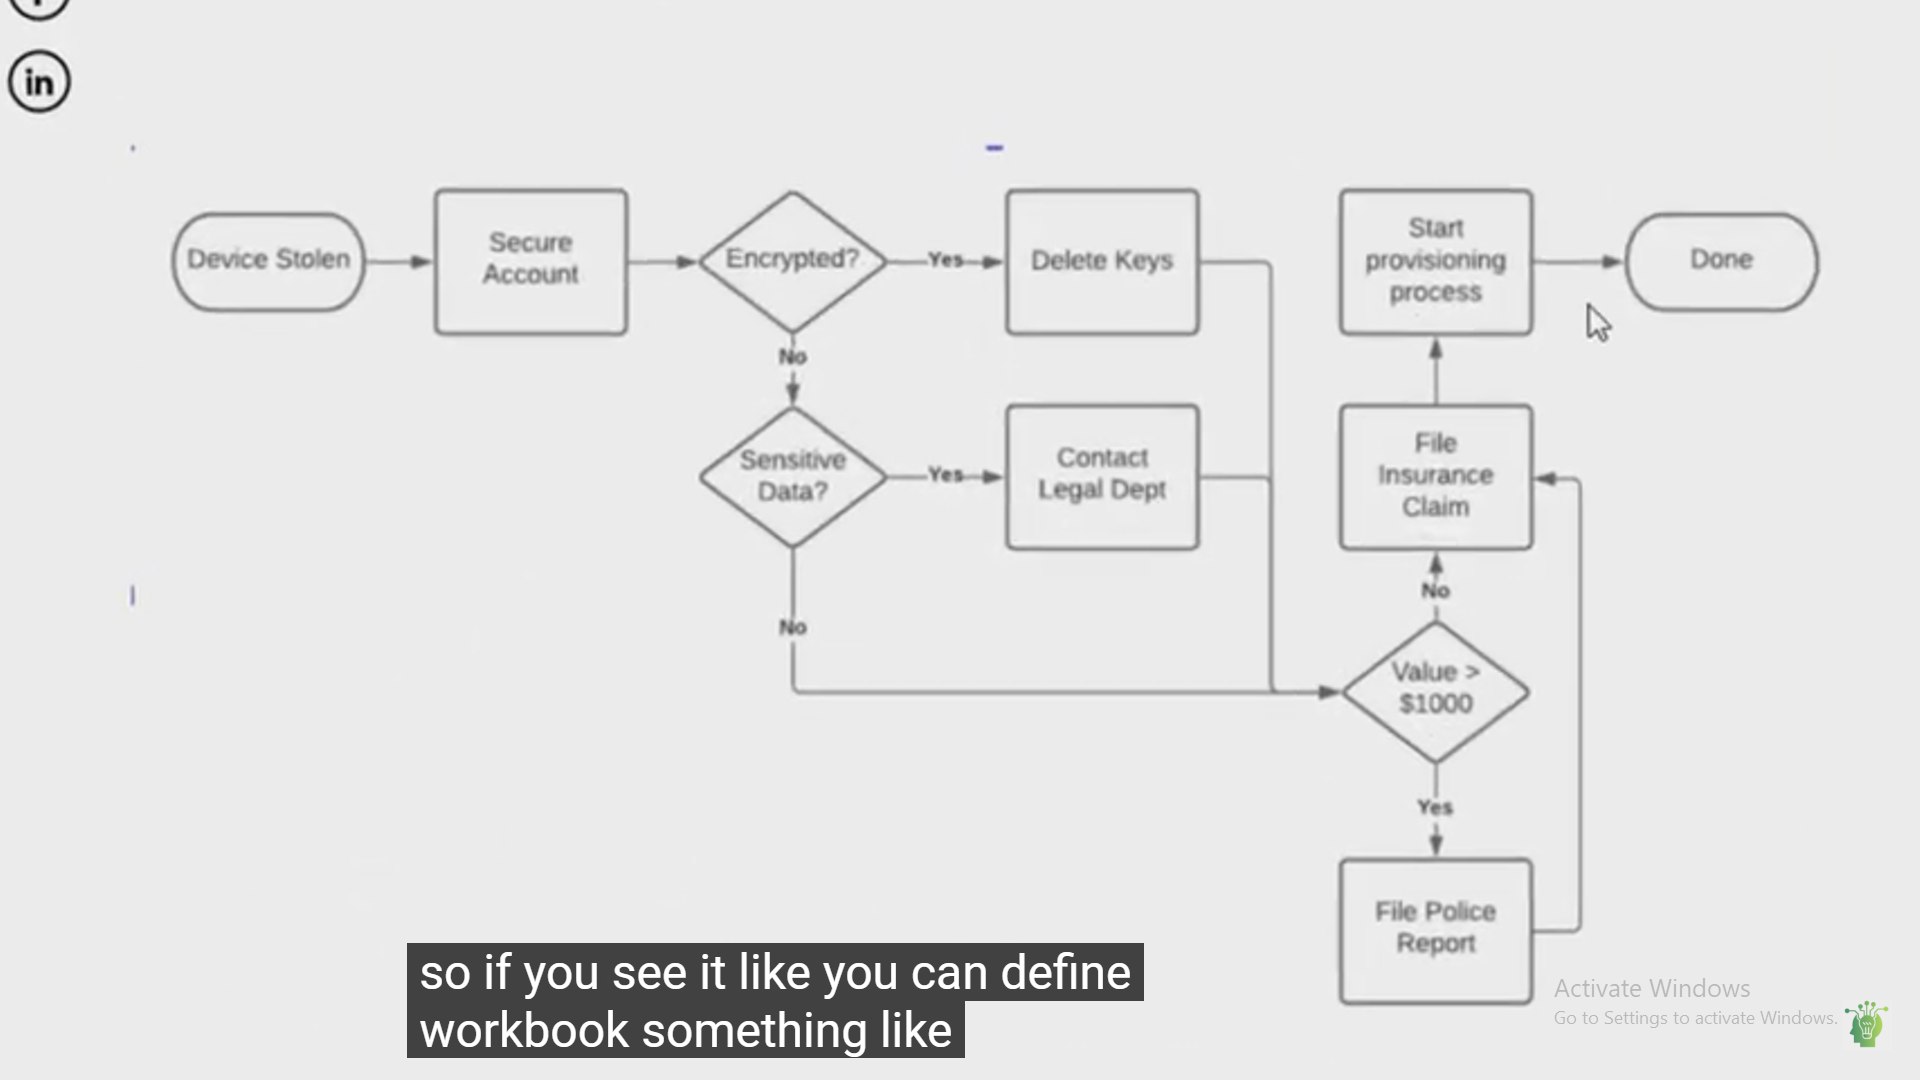 in
Device Stolen
Secure
Account
Encrypted?
Yes
Delete Keys
Start
provisioning
process
Done
No
Sensitive
Data?
Yes
Contact
Legal Dept
File
Insurance
Claim
No
No
Value >
$1000
Yes
File Police
Report
so if you see it like you can define
workbook something like
Activate Windows
Go to Settings to activate Windows.